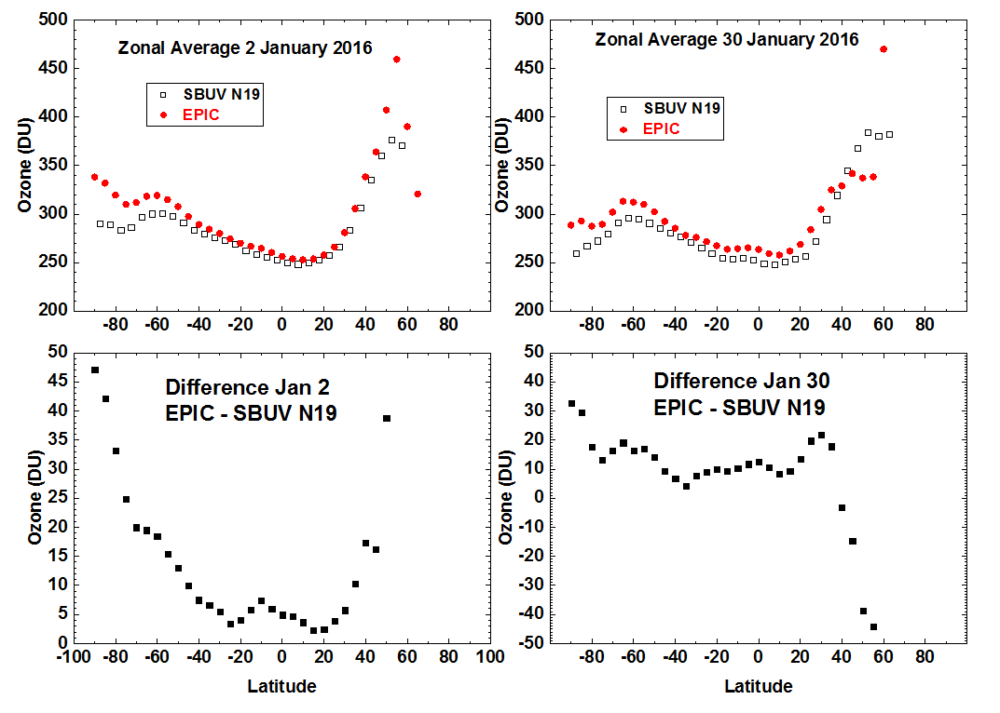 Zonal Average 2 January 2016
SBUV N19
EPIC
Ozone (DU)
500
450
400
350
300
250
200
-80 -60 -40 -20 0 20 40 60 80
Zonal Average 30 January 2016
SBUV N19
EPIC
Ozone (DU)
500
450
400
350
300
250
200
-80 -60 -40 -20 0 20 40 60 80
Difference Jan 2
EPIC - SBUV N19
Ozone (DU)
50
45
40
35
30
25
20
15
10
5
0
-100 -80 -60 -40 -20 0 20 40 60 80 100
Latitude
Difference Jan 30
EPIC - SBUV N19
Ozone (DU)
50
40
30
20
10
0
-10
-20
-30
-40
-50
-80 -60 -40 -20 0 20 40 60 80
Latitude